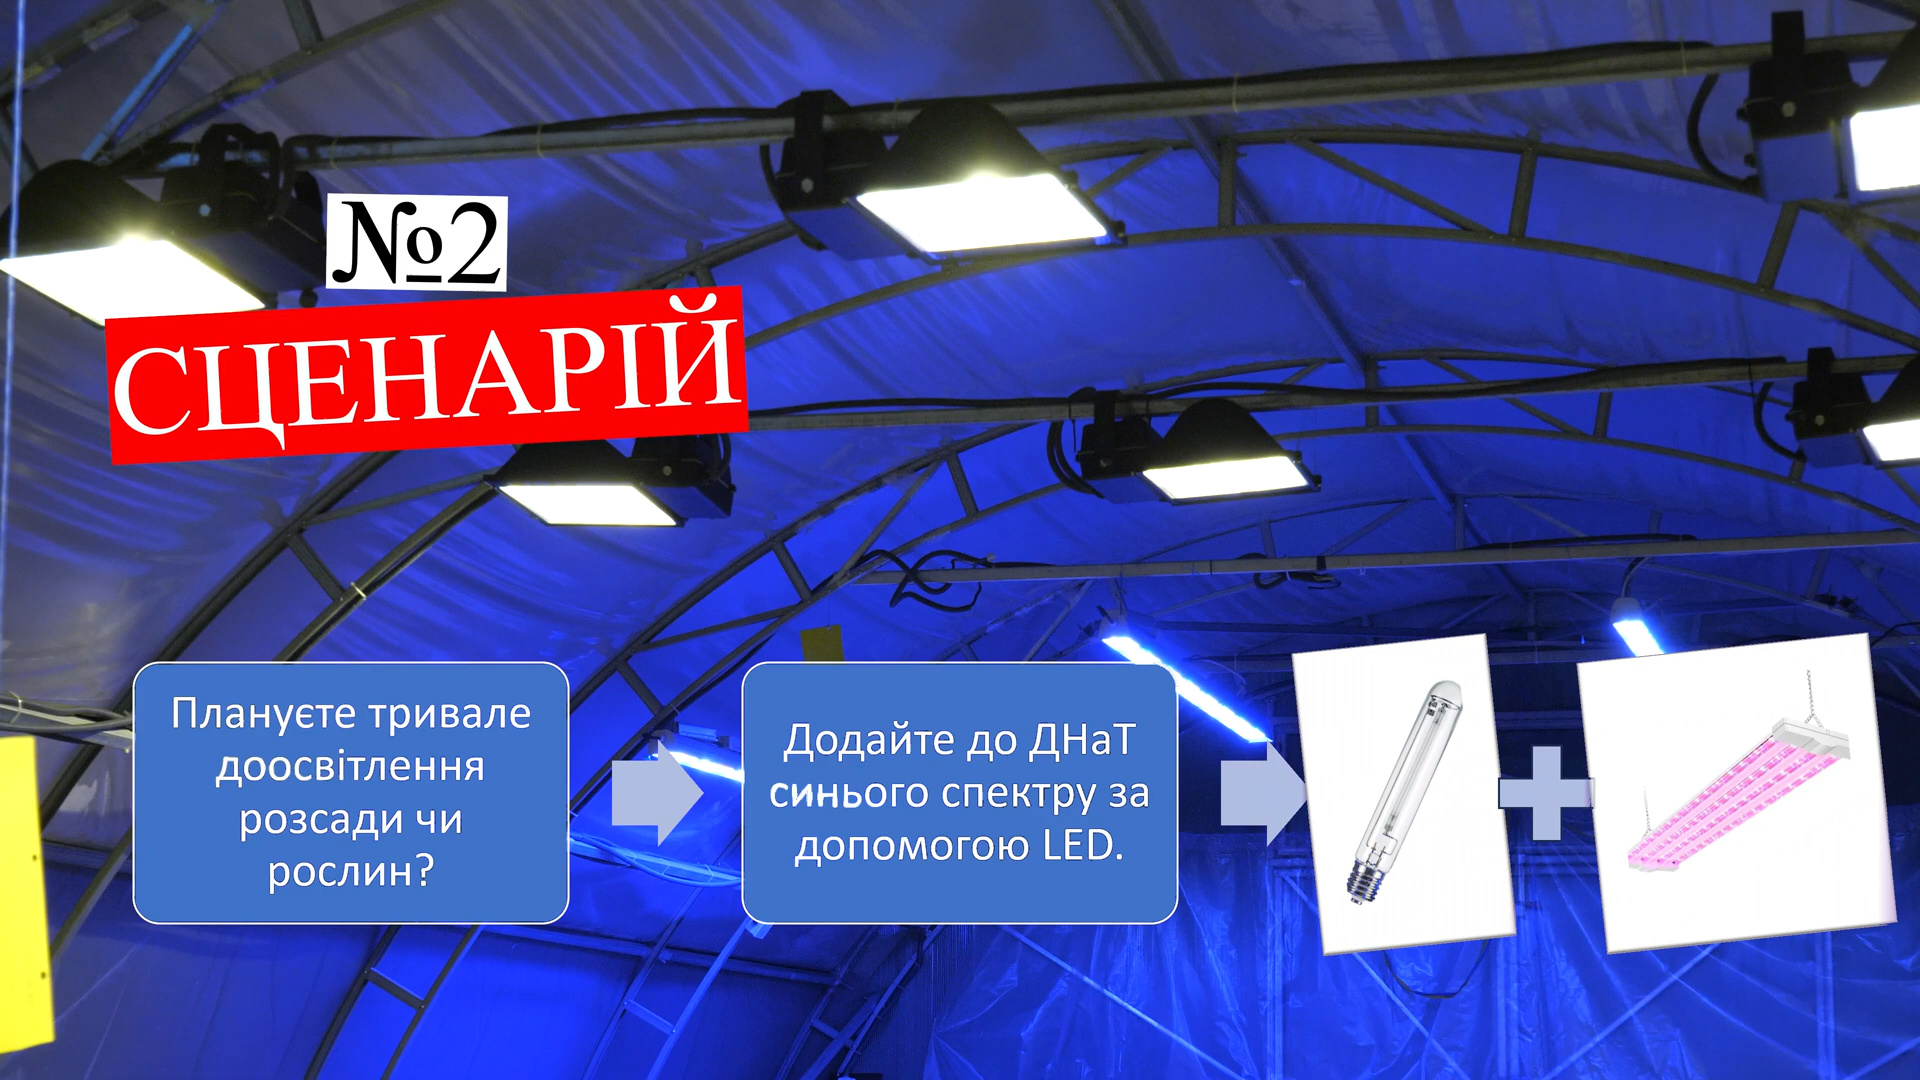 №2
СЦЕНАРІЙ
Плануєте тривале
доосвітлення
розсади чи
рослин?
Додайте до ДНаТ
синього спектру за
допомогою LED.